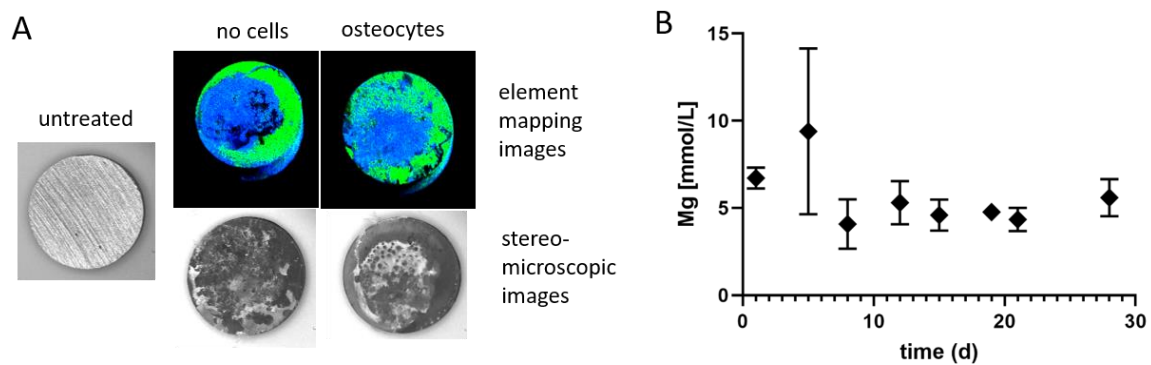 A
no cells
osteocytes
untreated
element
mapping
images
stereo-
microscopic
images
B
Mg [mmol/L]
15
10
5
0
0
10
20
30
time (d)